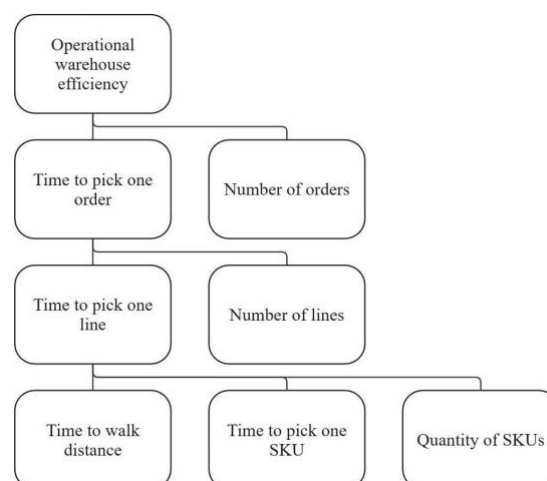 Operational
warehouse
efficiency
Time to pick one
order
Number of orders
Time to pick one
line
Number of lines
Time to walk
distance
Time to pick one
SKU
Quantity of SKUs